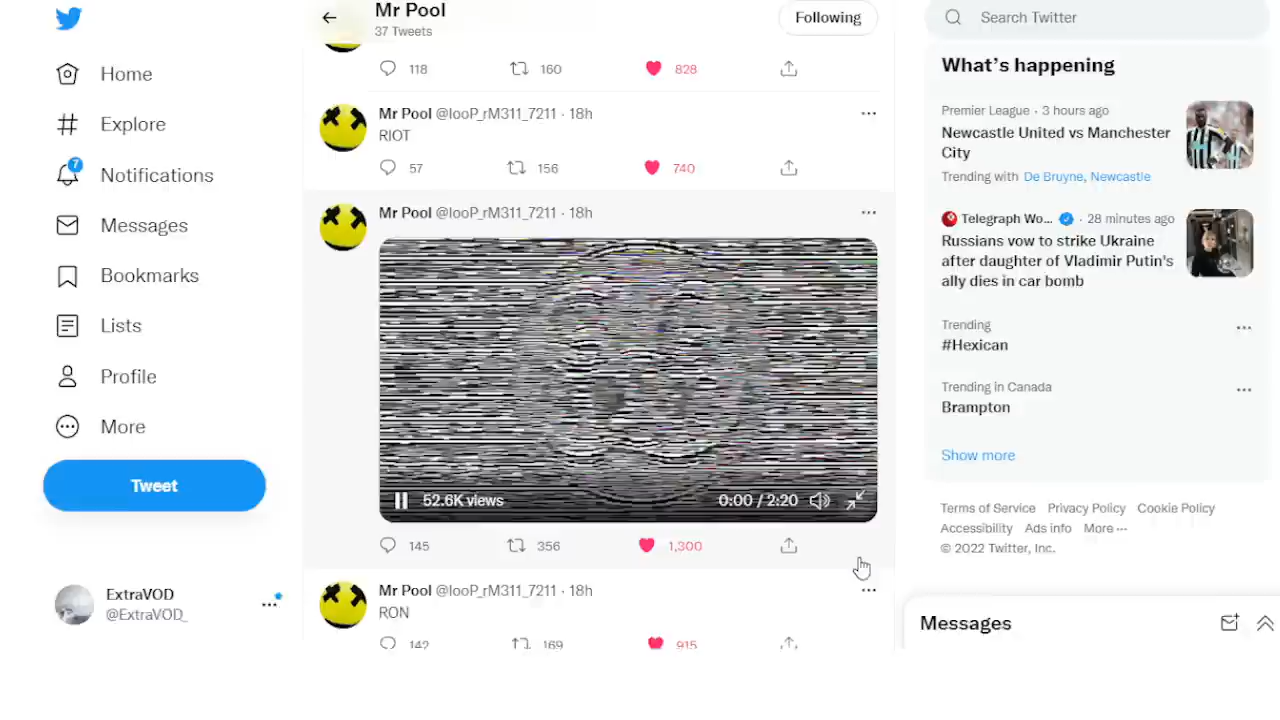 Mr Pool
37 Tweets
Following
118 160 828
Mr Pool @looP_rM311_7211 · 18h
RIOT
57 156 740
Mr Pool @looP_rM311_7211 · 18h
52.6K views
0:00 / 2:20
145 356 1,300
Mr Pool @looP_rM311_7211 · 18h
RON
142 169 915
Home
Explore
7
Notifications
Messages
Bookmarks
Lists
Profile
More
Tweet
ExtraVOD
@ExtraVOD_
Search Twitter
What's happening
Premier League · 3 hours ago
Newcastle United vs Manchester
City
Trending with De Bruyne, Newcastle
Telegraph Wo... · 28 minutes ago
Russians vow to strike Ukraine
after daughter of Vladimir Putin's
ally dies in car bomb
Trending
#Hexican
Trending in Canada
Brampton
Show more
Terms of Service Privacy Policy Cookie Policy
Accessibility Ads info More ···
© 2022 Twitter, Inc.
Messages